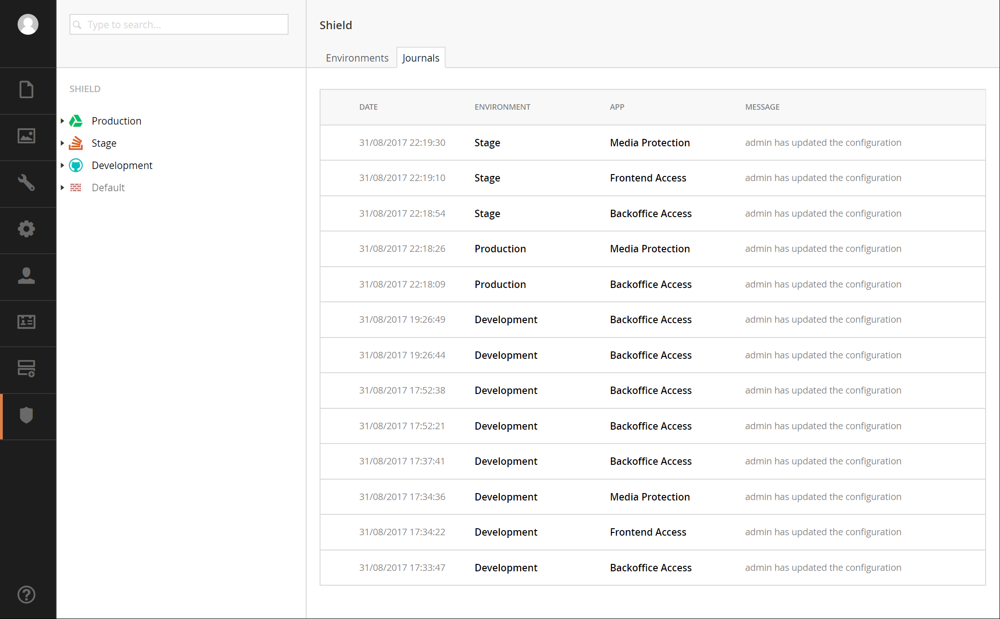 Type to search...
Shield
Environments Journals
SHIELD
Production
Stage
Development
Default
DATE ENVIRONMENT APP MESSAGE
31/08/2017 22:19:30 Stage Media Protection admin has updated the configuration
31/08/2017 22:19:10 Stage Frontend Access admin has updated the configuration
31/08/2017 22:18:54 Stage Backoffice Access admin has updated the configuration
31/08/2017 22:18:26 Production Media Protection admin has updated the configuration
31/08/2017 22:18:09 Production Backoffice Access admin has updated the configuration
31/08/2017 19:26:49 Development Backoffice Access admin has updated the configuration
31/08/2017 19:26:44 Development Backoffice Access admin has updated the configuration
31/08/2017 17:52:38 Development Backoffice Access admin has updated the configuration
31/08/2017 17:52:21 Development Backoffice Access admin has updated the configuration
31/08/2017 17:37:41 Development Backoffice Access admin has updated the configuration
31/08/2017 17:34:36 Development Media Protection admin has updated the configuration
31/08/2017 17:34:22 Development Frontend Access admin has updated the configuration
31/08/2017 17:33:47 Development Backoffice Access admin has updated the configuration